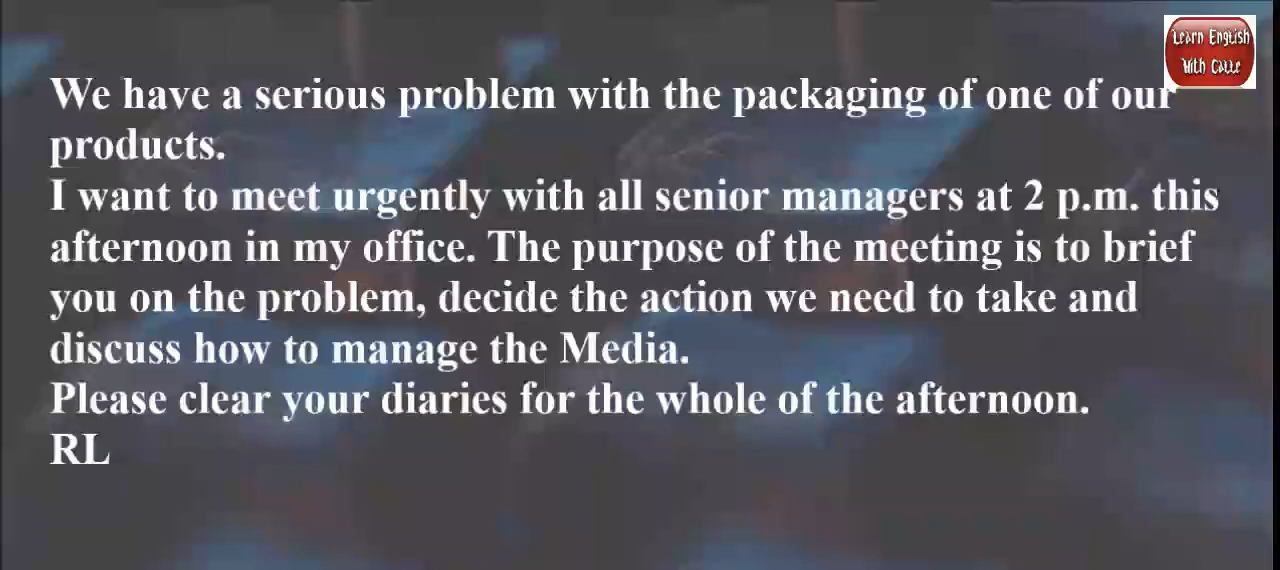 Learn English
With Catte
We have a serious problem with the packaging of one of our
products.
I want to meet urgently with all senior managers at 2 p.m. this
afternoon in my office. The purpose of the meeting is to brief
you on the problem, decide the action we need to take and
discuss how to manage the Media.
Please clear your diaries for the whole of the afternoon.
RL